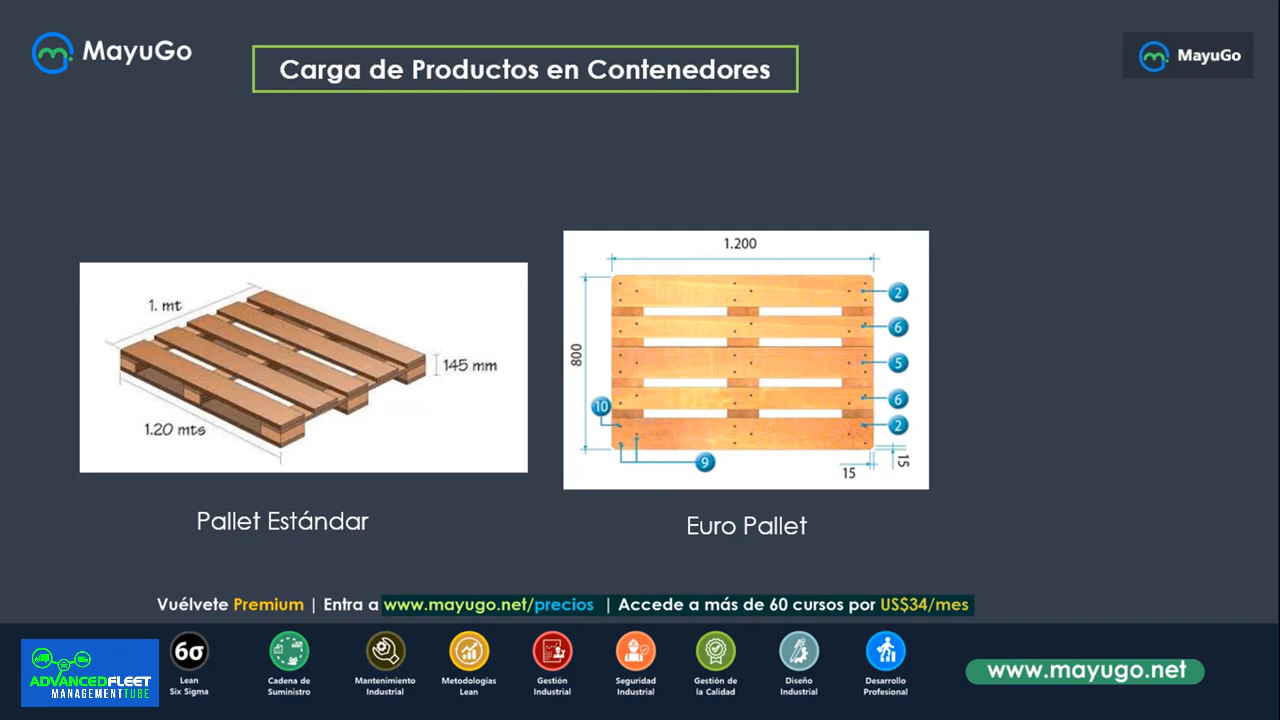 MayuGo
Carga de Productos en Contenedores
MayuGo
1. mt
145 mm
1.20 mts
Pallet Estándar
1.200
800
2
6
5
6
2
10
9
15
15
Euro Pallet
Vuélvete Premium | Entra a www.mayugo.net/precios | Accede a más de 60 cursos por US$34/mes
ADVANCEDFLEET
MANAGEMENTTUBE
6σ
Lean
Six Sigma
Cadena de
Suministro
Mantenimiento
Industrial
Metodologías
Lean
Gestión
Industrial
Seguridad
Industrial
Gestión de
la Calidad
Diseño
Industrial
Desarrollo
Profesional
www.mayugo.net